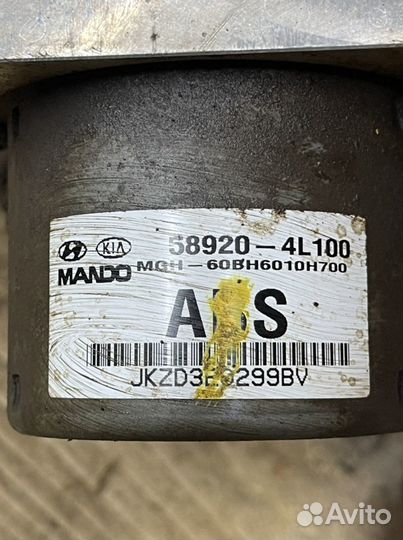 KIA 58920-4L100
MANDO MGH-60BH6010H700
ABS
Avito